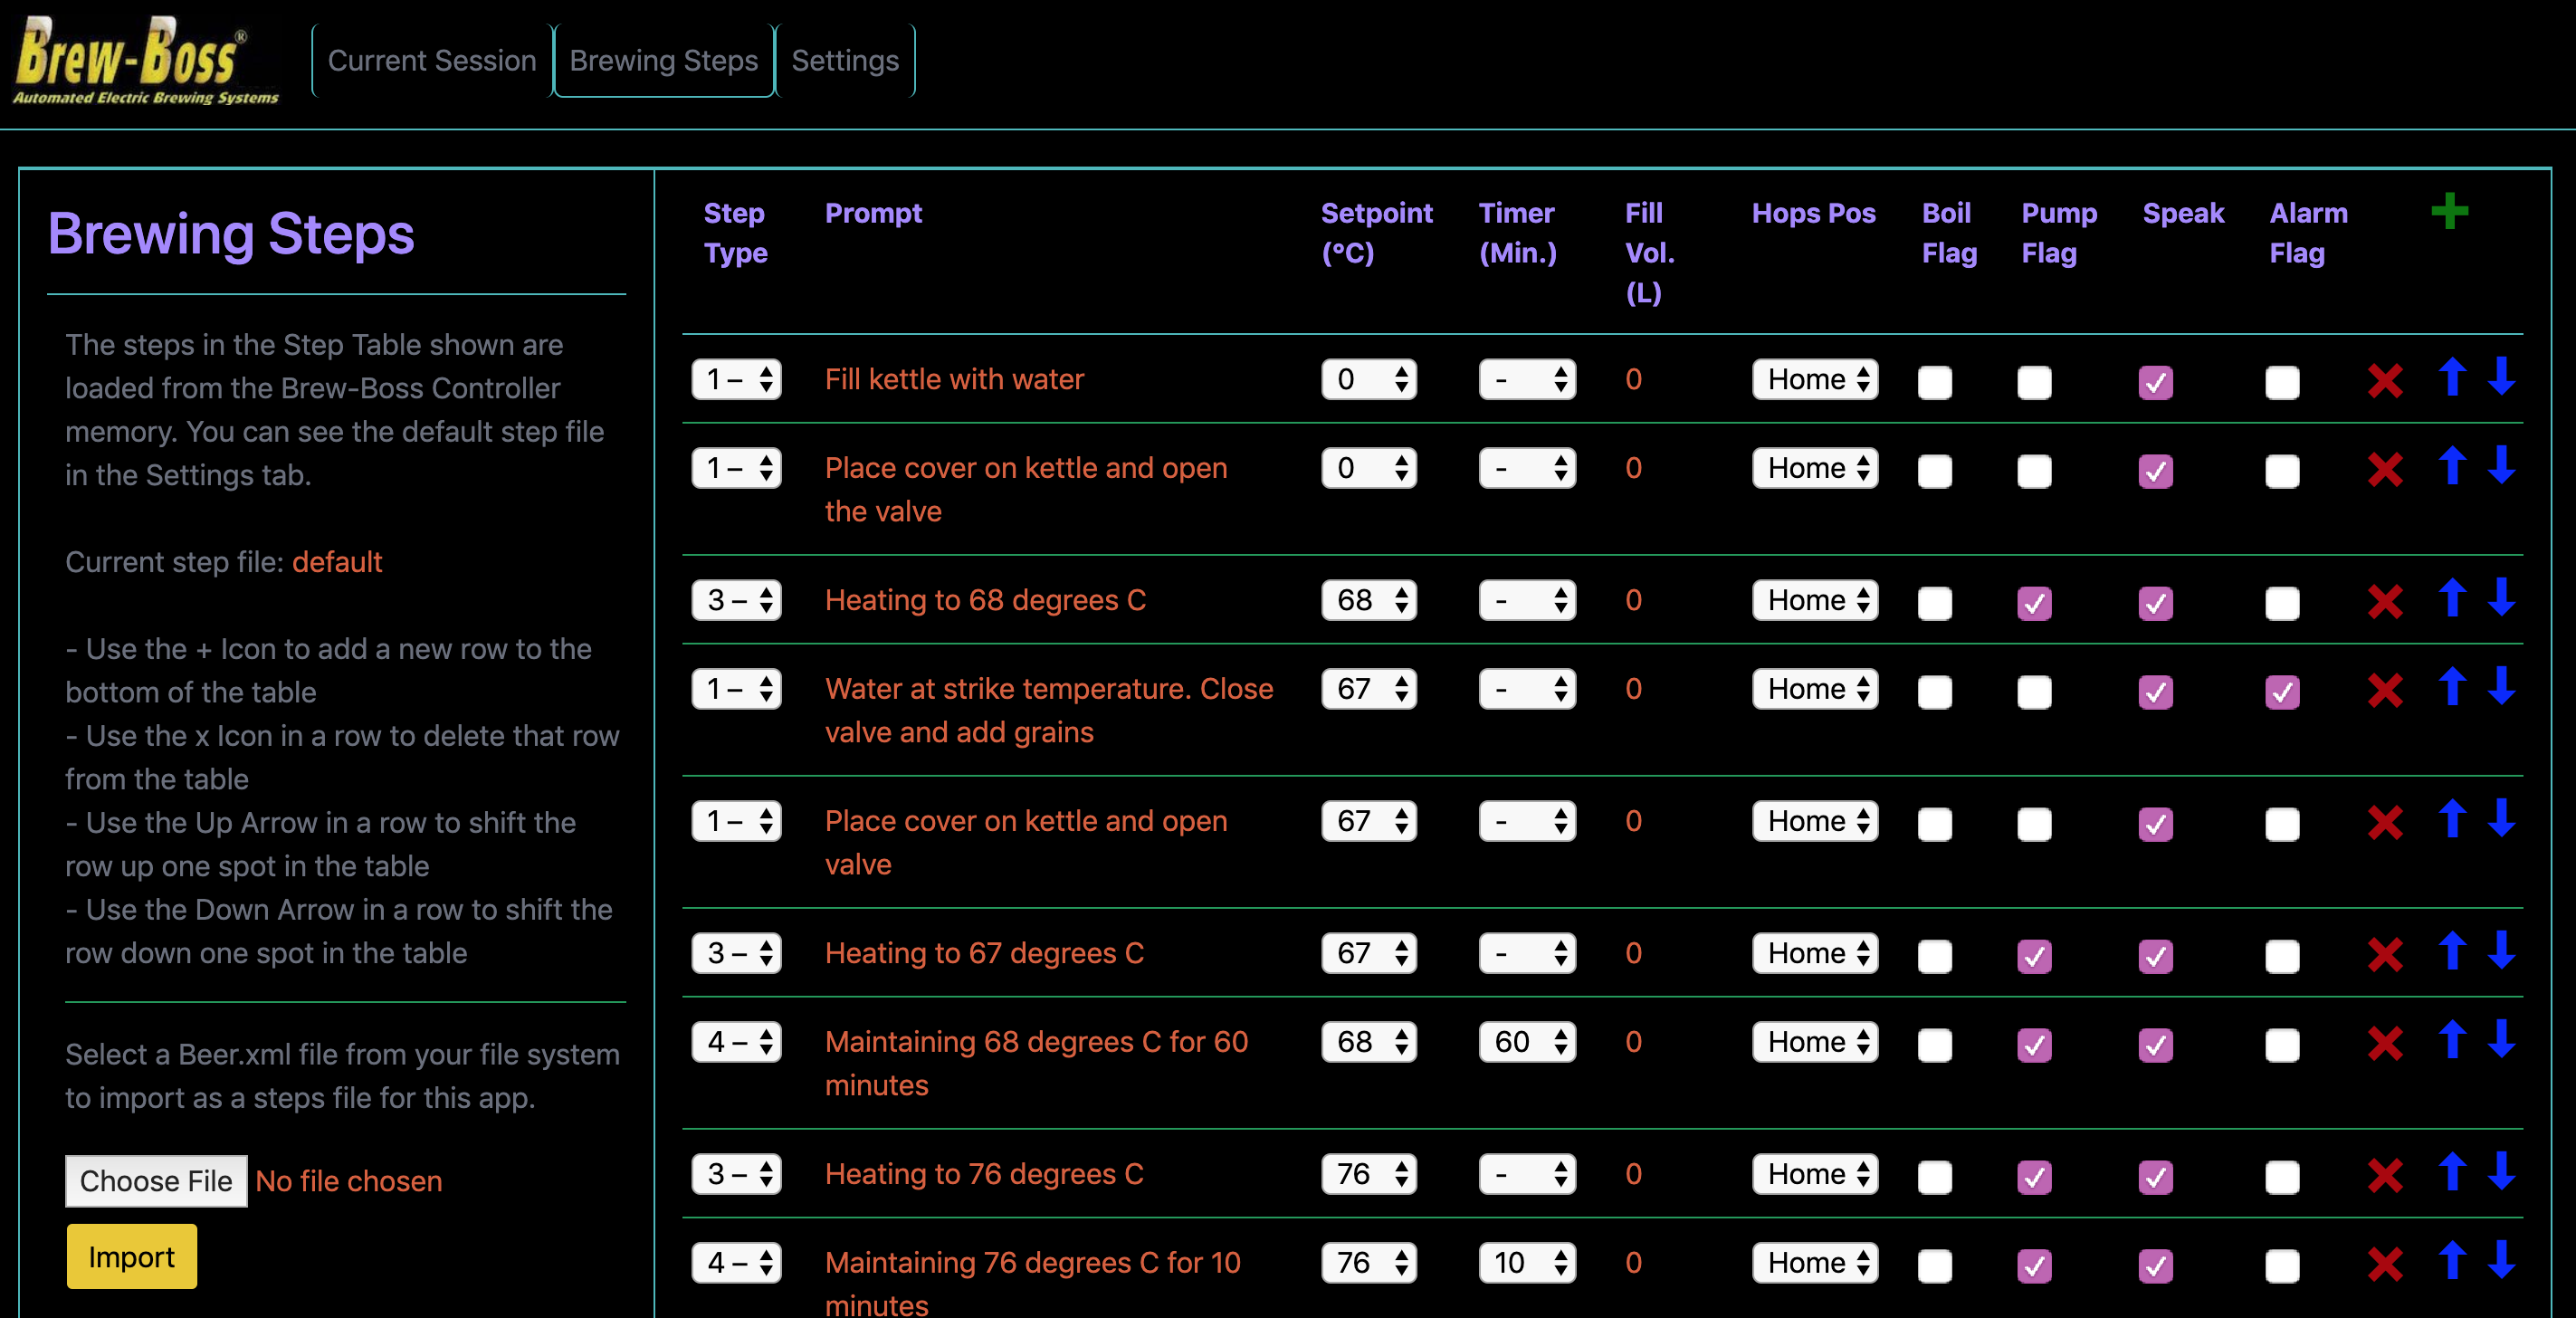 Brew-Boss®
Automated Electric Brewing Systems
Current Session
Brewing Steps
Settings
Brewing Steps
The steps in the Step Table shown are
loaded from the Brew-Boss Controller
memory. You can see the default step file
in the Settings tab.
Current step file: default
- Use the + Icon to add a new row to the
bottom of the table
- Use the x Icon in a row to delete that row
from the table
- Use the Up Arrow in a row to shift the
row up one spot in the table
- Use the Down Arrow in a row to shift the
row down one spot in the table
Select a Beer.xml file from your file system
to import as a steps file for this app.
Choose File No file chosen
Import
Step Prompt Setpoint Timer Fill Hops Pos Boil Pump Speak Alarm
Type (°C) (Min.) Vol. Flag Flag Flag
(L)
1 – Fill kettle with water 0 - 0 Home
1 – Place cover on kettle and open 0 - 0 Home
the valve
3 – Heating to 68 degrees C 68 - 0 Home
1 – Water at strike temperature. Close 67 - 0 Home
valve and add grains
1 – Place cover on kettle and open 67 - 0 Home
valve
3 – Heating to 67 degrees C 67 - 0 Home
4 – Maintaining 68 degrees C for 60 68 60 0 Home
minutes
3 – Heating to 76 degrees C 76 - 0 Home
4 – Maintaining 76 degrees C for 10 76 10 0 Home
minutes